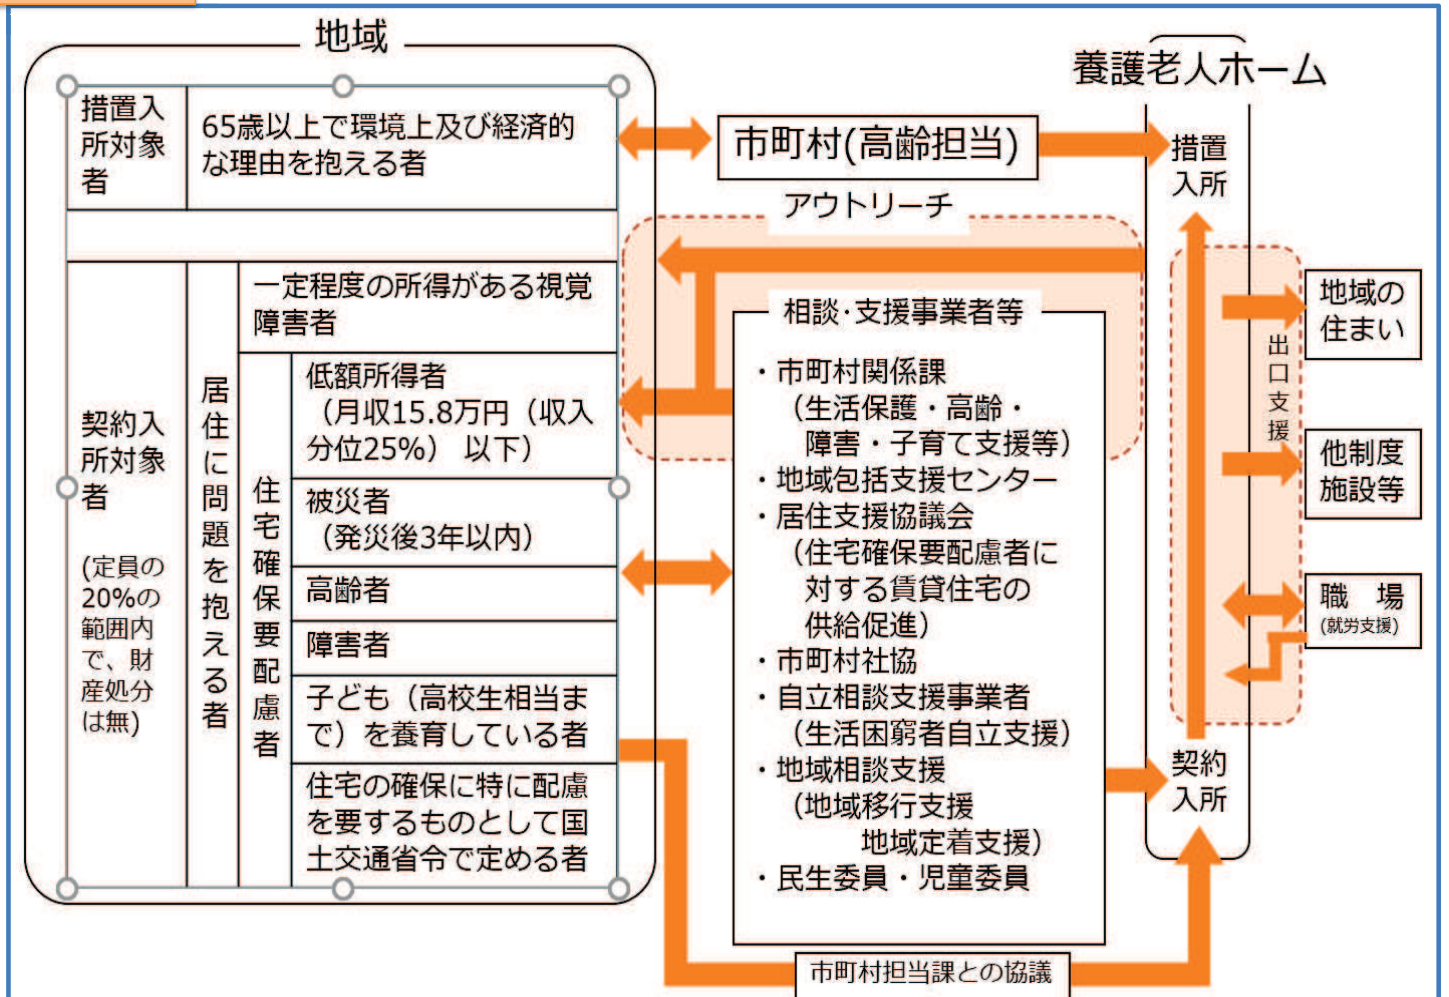 地域
措置入
所対象
者
65歳以上で環境上及び経済的
な理由を抱える者
契約入
所対象
者
(定員の
20%の
範囲内
で、財
産処分
は無)
居住に問題を抱える者
一定程度の所得がある視覚
障害者
住宅確保要配慮者
低額所得者
（月収15.8万円（収入
分位25%） 以下）
被災者
（発災後3年以内）
高齢者
障害者
子ども（高校生相当ま
で）を養育している者
住宅の確保に特に配慮
を要するものとして国
土交通省令で定める者
市町村(高齢担当)
アウトリーチ
相談・支援事業者等
・市町村関係課
（生活保護・高齢・
障害・子育て支援等）
・地域包括支援センター
・居住支援協議会
（住宅確保要配慮者に
対する賃貸住宅の
供給促進）
・市町村社協
・自立相談支援事業者
（生活困窮者自立支援）
・地域相談支援
（地域移行支援
地域定着支援）
・民生委員・児童委員
市町村担当課との協議
養護老人ホーム
措置
入所
契約
入所
出口支援
地域の
住まい
他制度
施設等
職　場
(就労支援)